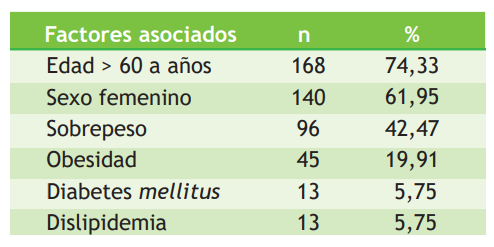 Factores asociados n %
Edad > 60 a años 168 74,33
Sexo femenino 140 61,95
Sobrepeso 96 42,47
Obesidad 45 19,91
Diabetes mellitus 13 5,75
Dislipidemia 13 5,75